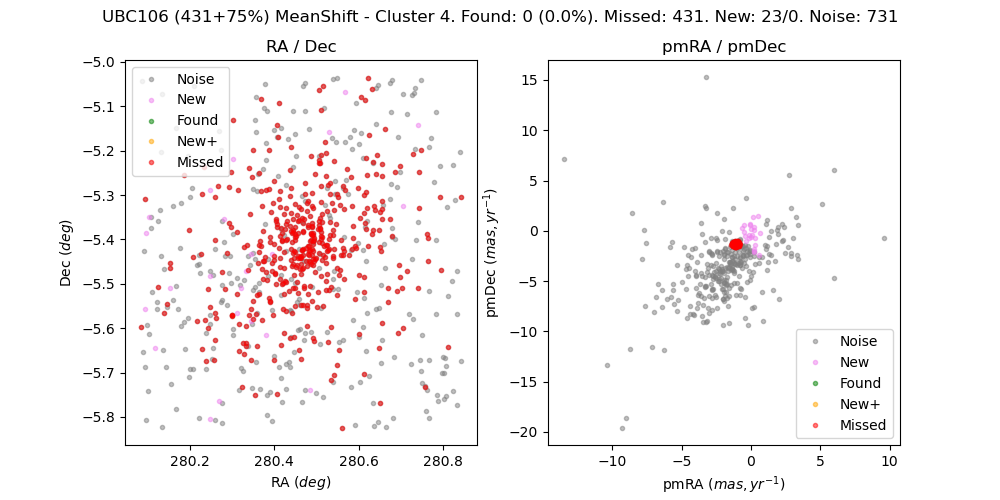 UBC106 (431+75%) MeanShift - Cluster 4. Found: 0 (0.0%). Missed: 431. New: 23/0. Noise: 731
RA / Dec
−5.0
−5.1
−5.2
−5.3
−5.4
−5.5
−5.6
−5.7
−5.8
Dec (deg)
Noise
New
Found
New+
Missed
280.2
280.4
280.6
280.8
RA (deg)
pmRA / pmDec
15
10
5
0
−5
−10
−15
−20
pmDec (mas, yr⁻¹)
Noise
New
Found
New+
Missed
−10
−5
0
5
10
pmRA (mas, yr⁻¹)